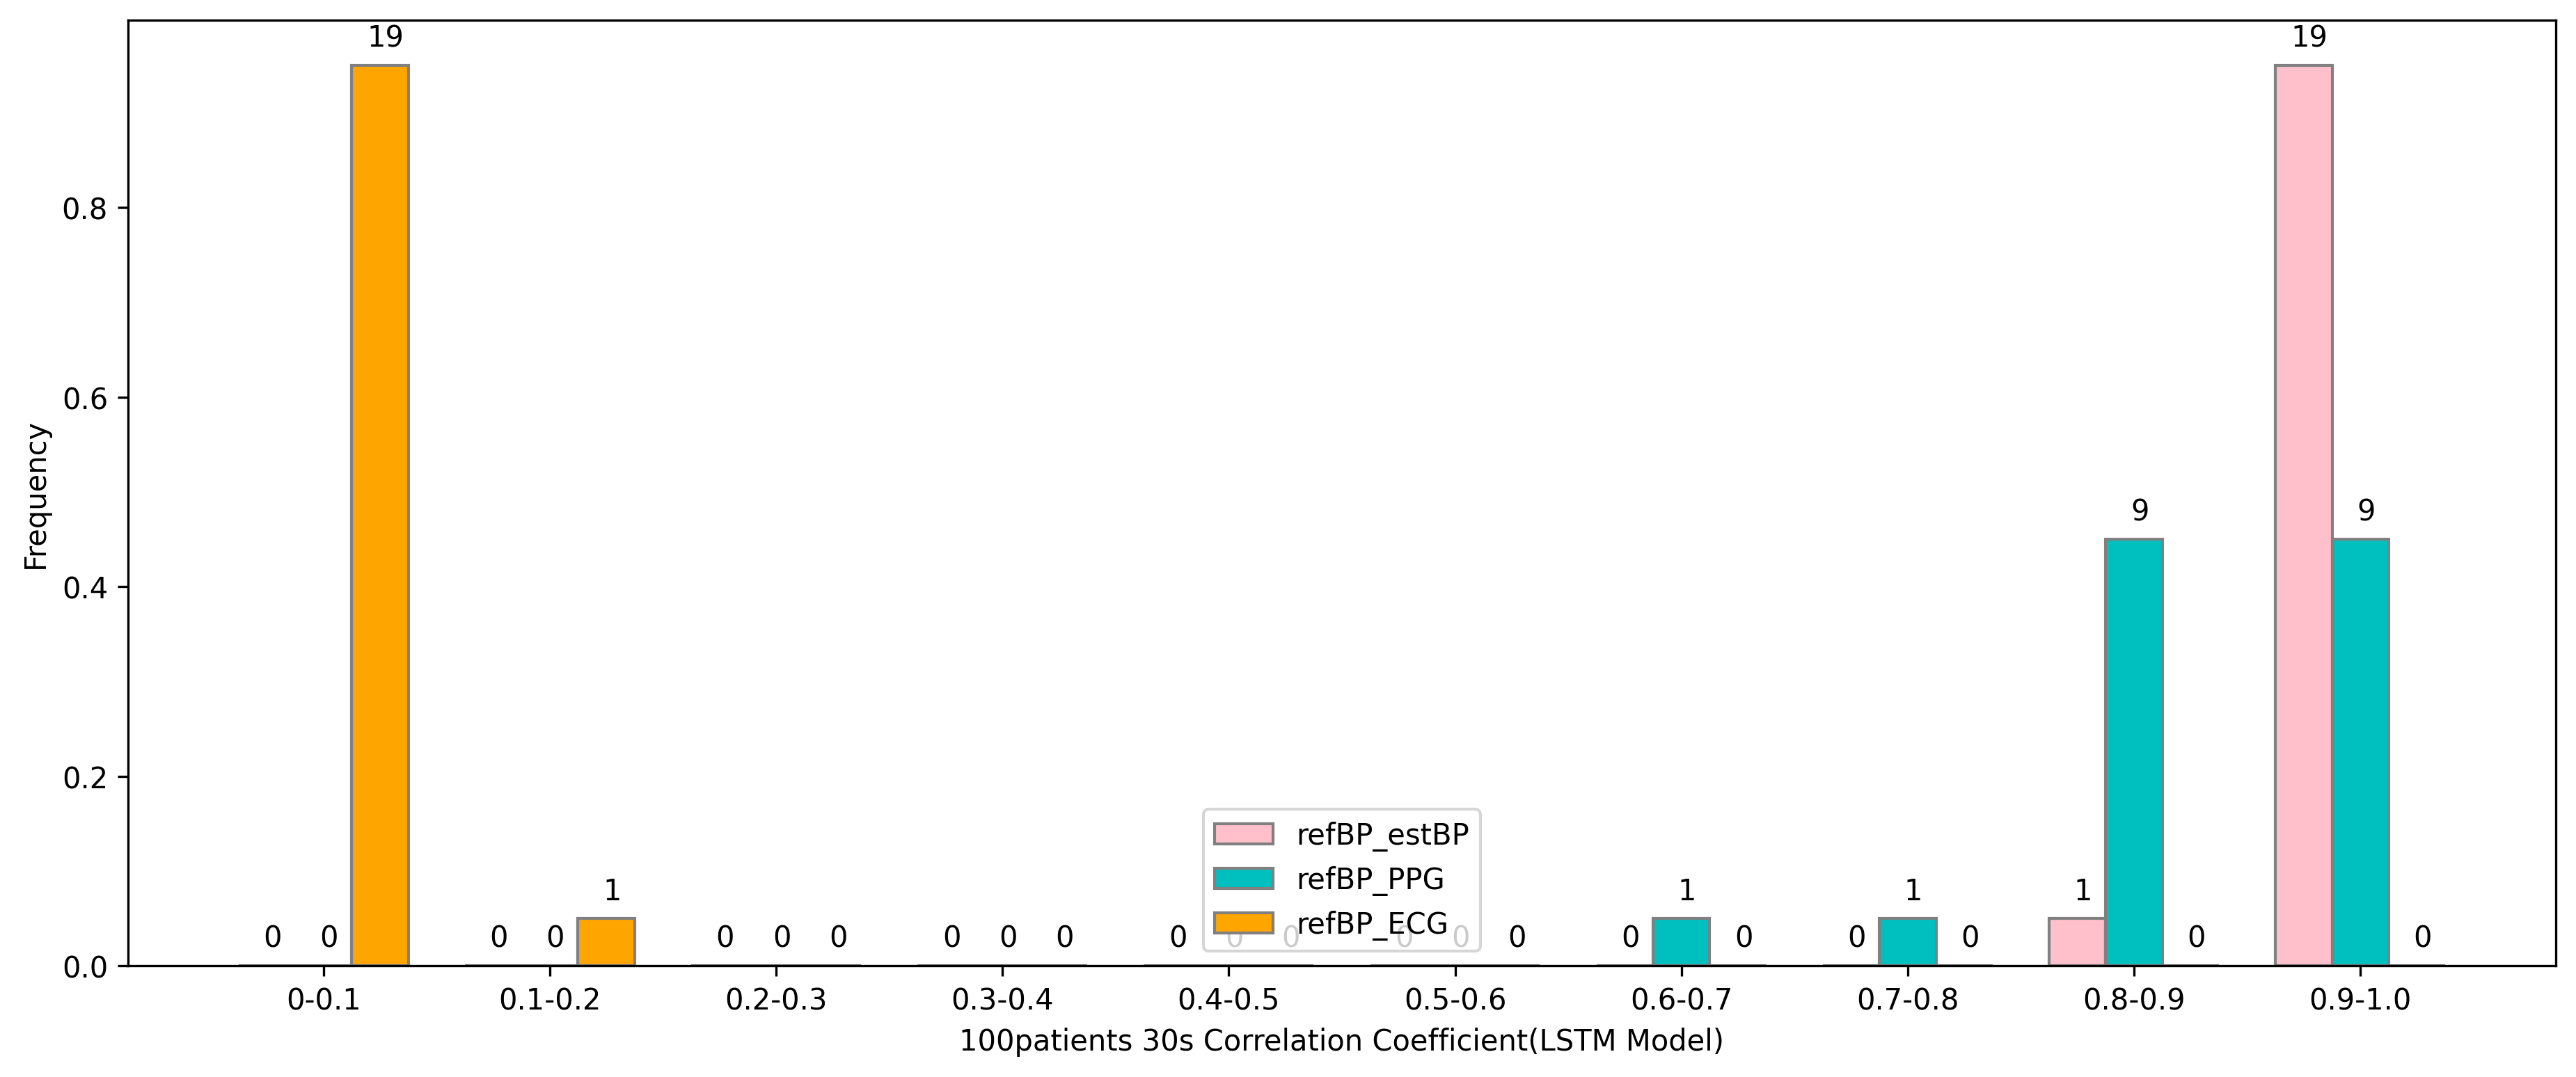 19 19
0.8
0.6
9 9
0.4
0.2
refBP_estBP
refBP_PPG
refBP_ECG
1 1 1 1
0 0 0 0 0 0 0 0 0 0 0 0 0 0 0 0 0 0 0 0 0 0
0.0
0-0.1 0.1-0.2 0.2-0.3 0.3-0.4 0.4-0.5 0.5-0.6 0.6-0.7 0.7-0.8 0.8-0.9 0.9-1.0
100patients 30s Correlation Coefficient(LSTM Model)
Frequency